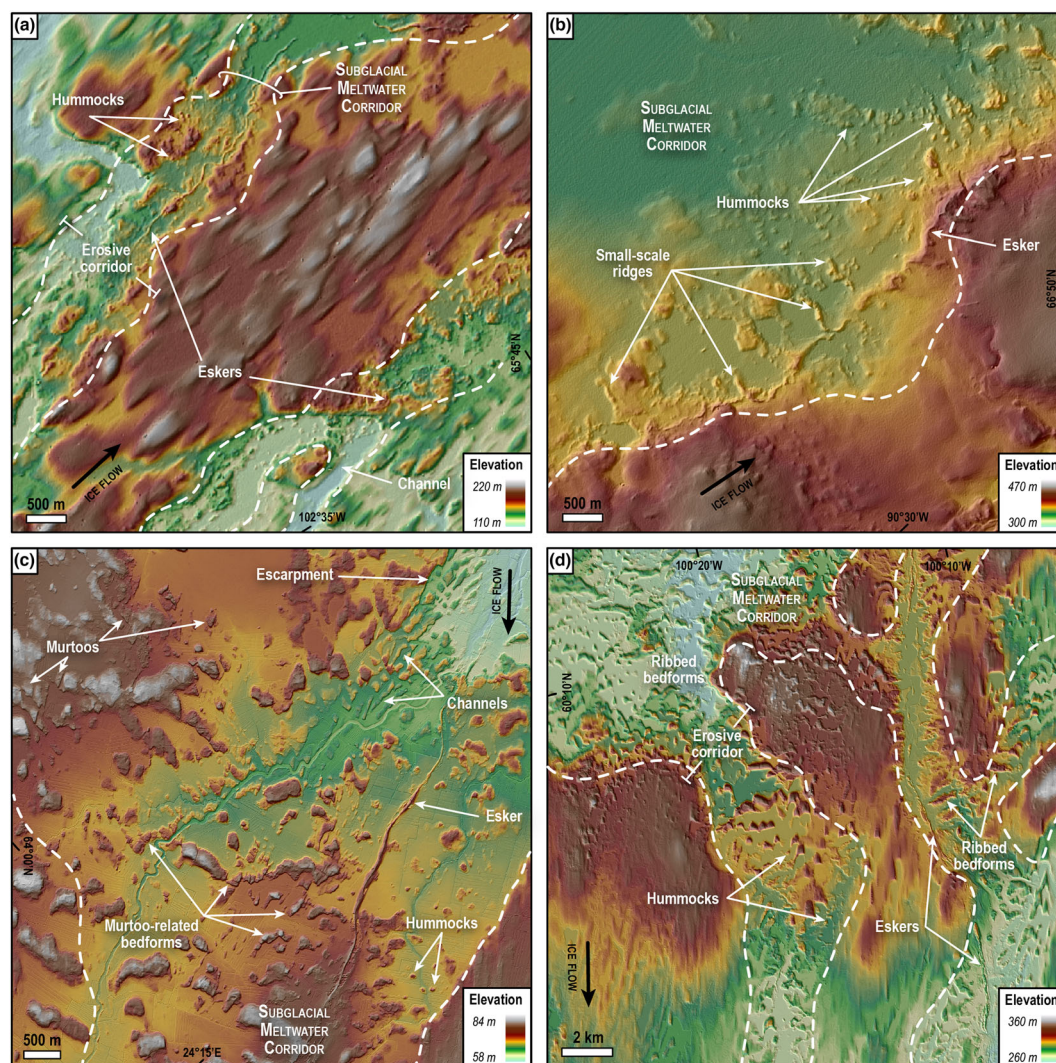 (a)
SUBGLACIAL
MELTWATER
CORRIDOR
Hummocks
Erosive
corridor
Eskers
65°45'N
ICE FLOW
Channel
500 m
102°35'W
Elevation
220 m
110 m
(b)
SUBGLACIAL
MELTWATER
CORRIDOR
Hummocks
Esker
Small-scale
ridges
66°50'N
ICE FLOW
500 m
90°30'W
Elevation
470 m
300 m
(c)
Escarpment
ICE FLOW
Murtoos
Channels
Esker
64°00'N
Murtoo-related
bedforms
Hummocks
SUBGLACIAL
MELTWATER
CORRIDOR
500 m
24°15'E
Elevation
84 m
58 m
(d)
100°20'W
100°10'W
SUBGLACIAL
MELTWATER
CORRIDOR
Ribbed
bedforms
60°10'N
Erosive
corridor
Ribbed
bedforms
Hummocks
Eskers
ICE FLOW
2 km
Elevation
360 m
260 m